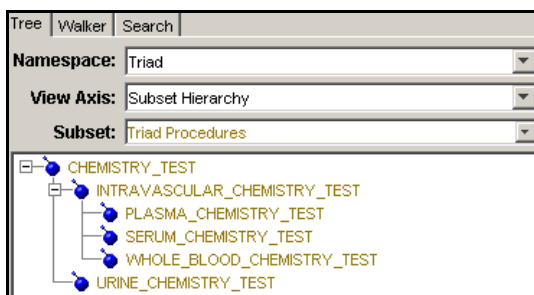 Tree Walker Search
Namespace: Triad
View Axis: Subset Hierarchy
Subset: Triad Procedures
CHEMISTRY_TEST
INTRAVASCULAR_CHEMISTRY_TEST
PLASMA_CHEMISTRY_TEST
SERUM_CHEMISTRY_TEST
WHOLE_BLOOD_CHEMISTRY_TEST
URINE_CHEMISTRY_TEST